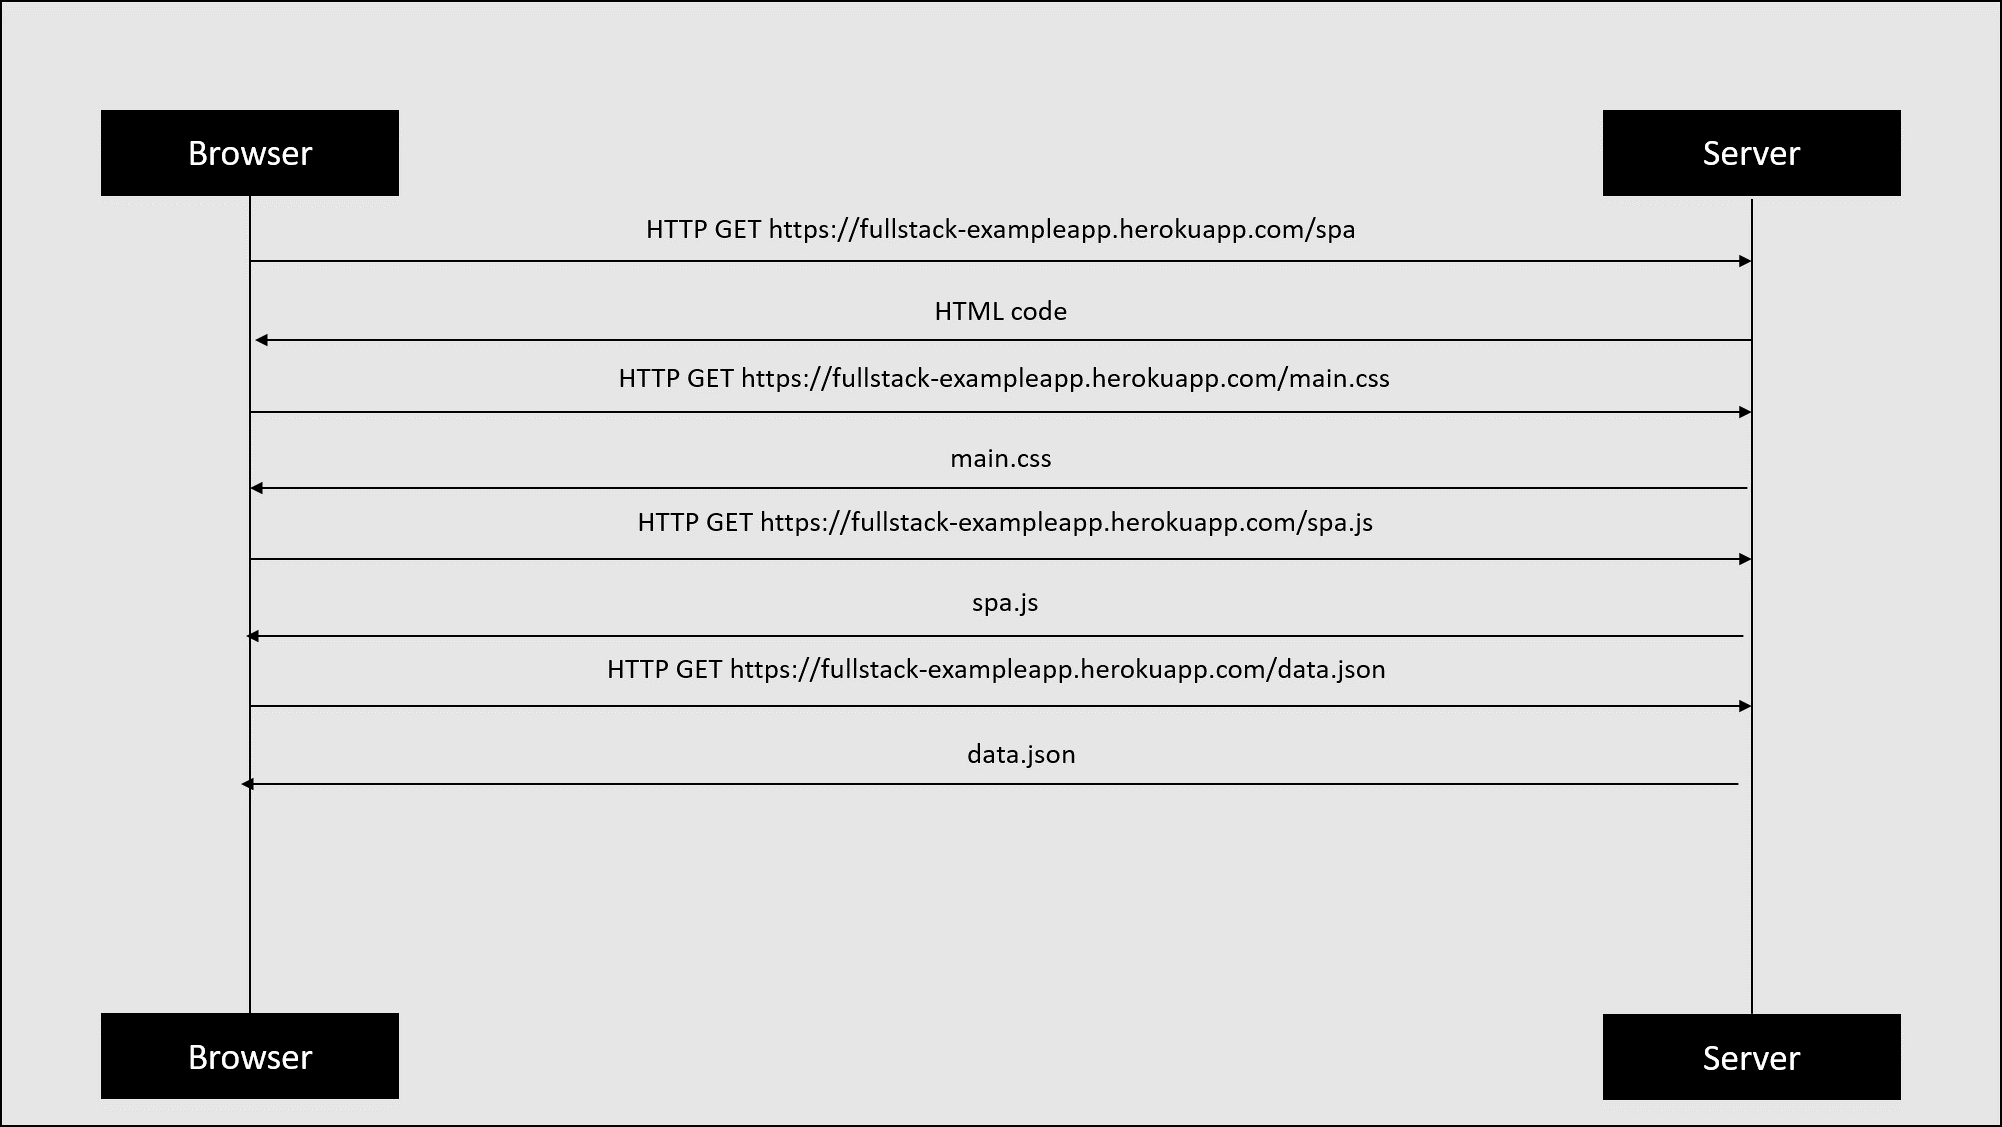 Browser
Server
HTTP GET https://fullstack-exampleapp.herokuapp.com/spa
HTML code
HTTP GET https://fullstack-exampleapp.herokuapp.com/main.css
main.css
HTTP GET https://fullstack-exampleapp.herokuapp.com/spa.js
spa.js
HTTP GET https://fullstack-exampleapp.herokuapp.com/data.json
data.json
Browser
Server